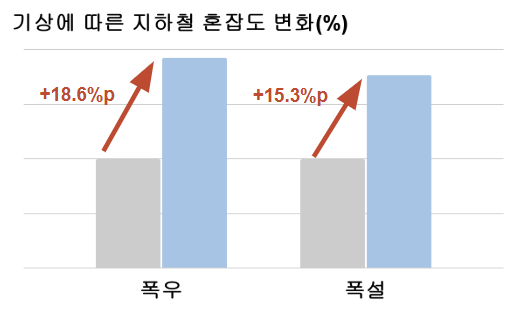 기상에 따른 지하철 혼잡도 변화(%)
+18.6%p
+15.3%p
폭우
폭설